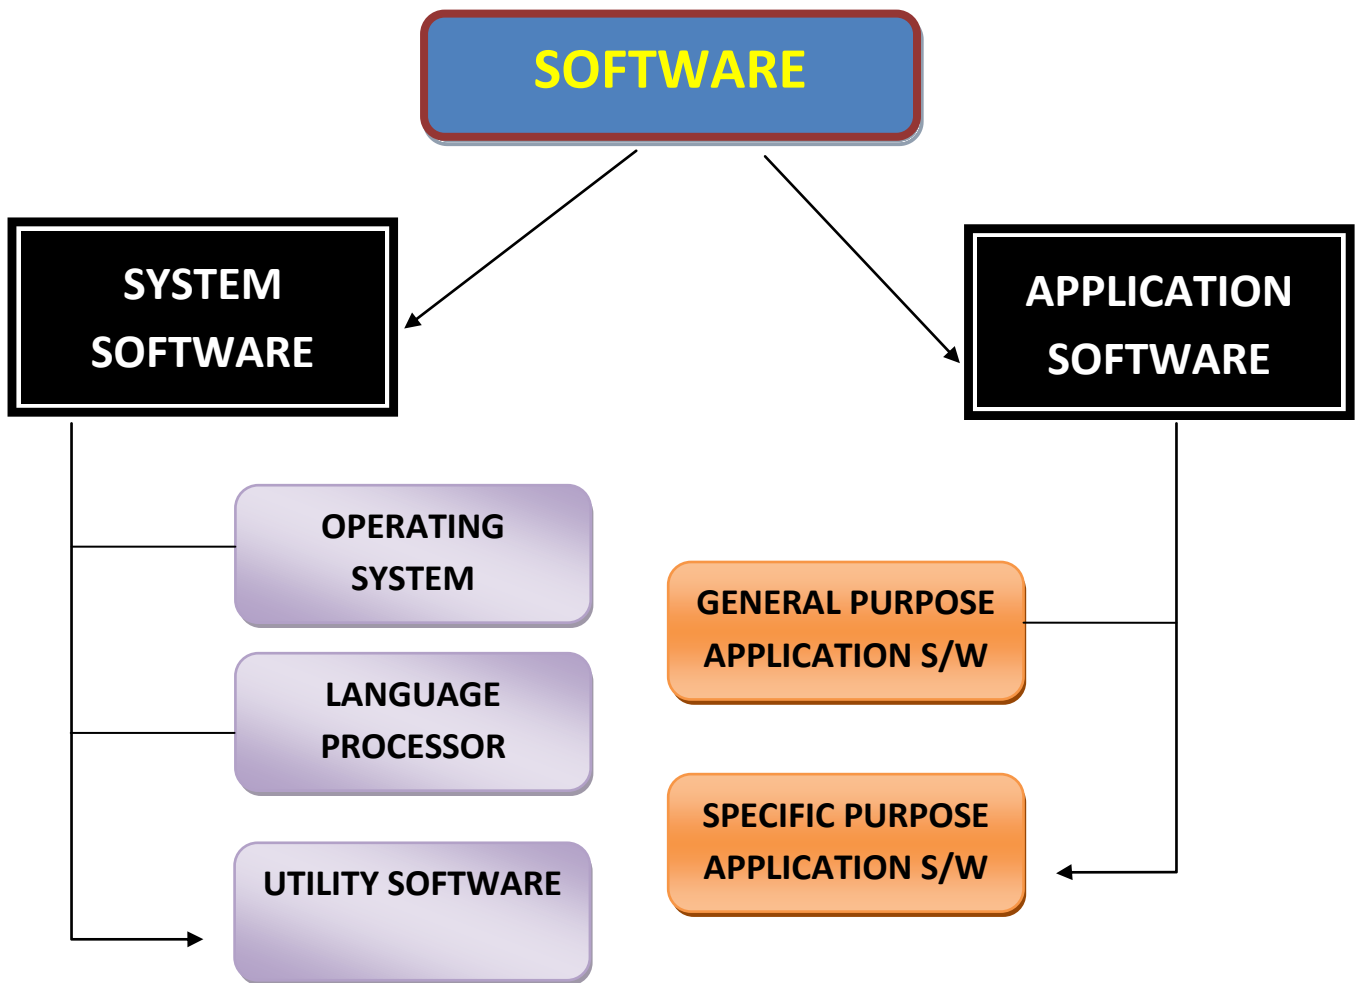 SOFTWARE
SYSTEM
SOFTWARE
APPLICATION
SOFTWARE
OPERATING
SYSTEM
LANGUAGE
PROCESSOR
UTILITY SOFTWARE
GENERAL PURPOSE
APPLICATION S/W
SPECIFIC PURPOSE
APPLICATION S/W